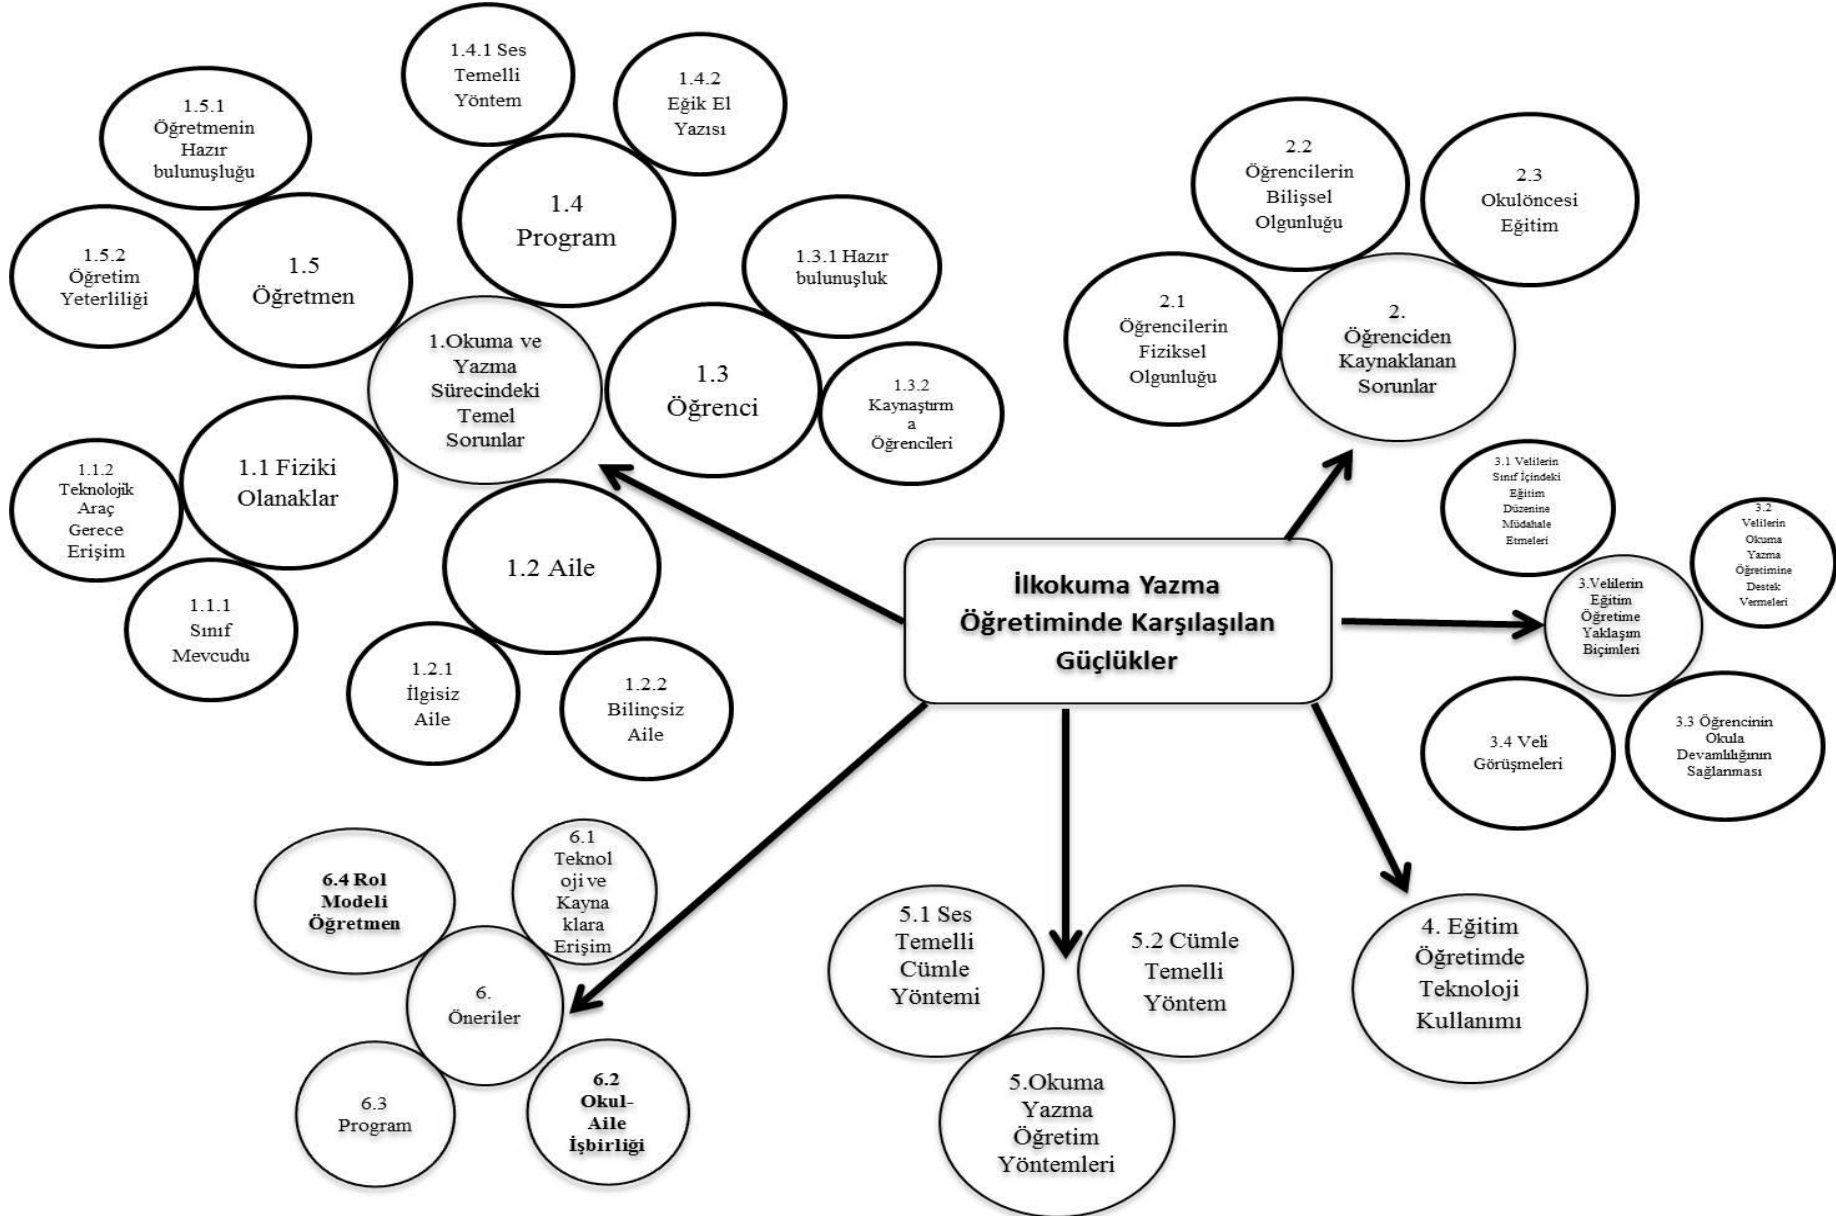 1.4.1 Ses
Temelli
Yöntem
1.4.2
Eğik El
Yazısı
1.5.1
Öğretmenin
Hazır
bulunuşluğu
1.4
Program
1.5.2
Öğretim
Yeterliliği
1.5
Öğretmen
1.3.1 Hazır
bulunuşluk
1.Okuma ve
Yazma
Sürecindeki
Temel
Sorunlar
1.3
Öğrenci
1.3.2
Kaynaştırm
a
Öğrencileri
1.1 Fiziki
Olanaklar
1.1.2
Teknolojik
Araç
Gerece
Erişim
1.1.1
Sınıf
Mevcudu
1.2 Aile
1.2.1
İlgisiz
Aile
1.2.2
Bilinçsiz
Aile
2.2
Öğrencilerin
Bilişsel
Olgunluğu
2.3
Okulöncesi
Eğitim
2.1
Öğrencilerin
Fiziksel
Olgunluğu
2.
Öğrenciden
Kaynaklanan
Sorunlar
İlkokuma Yazma
Öğretiminde Karşılaşılan
Güçlükler
3.1 Velilerin
Sınıf İçindeki
Eğitim
Düzenine
Müdahale
Etmeleri
3.2
Velilerin
Okuma
Yazma
Öğretimine
Destek
Vermeleri
3.Velilerin
Eğitim
Öğretime
Yaklaşım
Biçimleri
3.4 Veli
Görüşmeleri
3.3 Öğrencinin
Okula
Devamlılığının
Sağlanması
6.4 Rol
Modeli
Öğretmen
6.1
Teknol
oji ve
Kayna
klara
Erişim
6.
Öneriler
6.3
Program
6.2
Okul-
Aile
İşbirliği
5.1 Ses
Temelli
Cümle
Yöntemi
5.2 Cümle
Temelli
Yöntem
5.Okuma
Yazma
Öğretim
Yöntemleri
4. Eğitim
Öğretimde
Teknoloji
Kullanımı